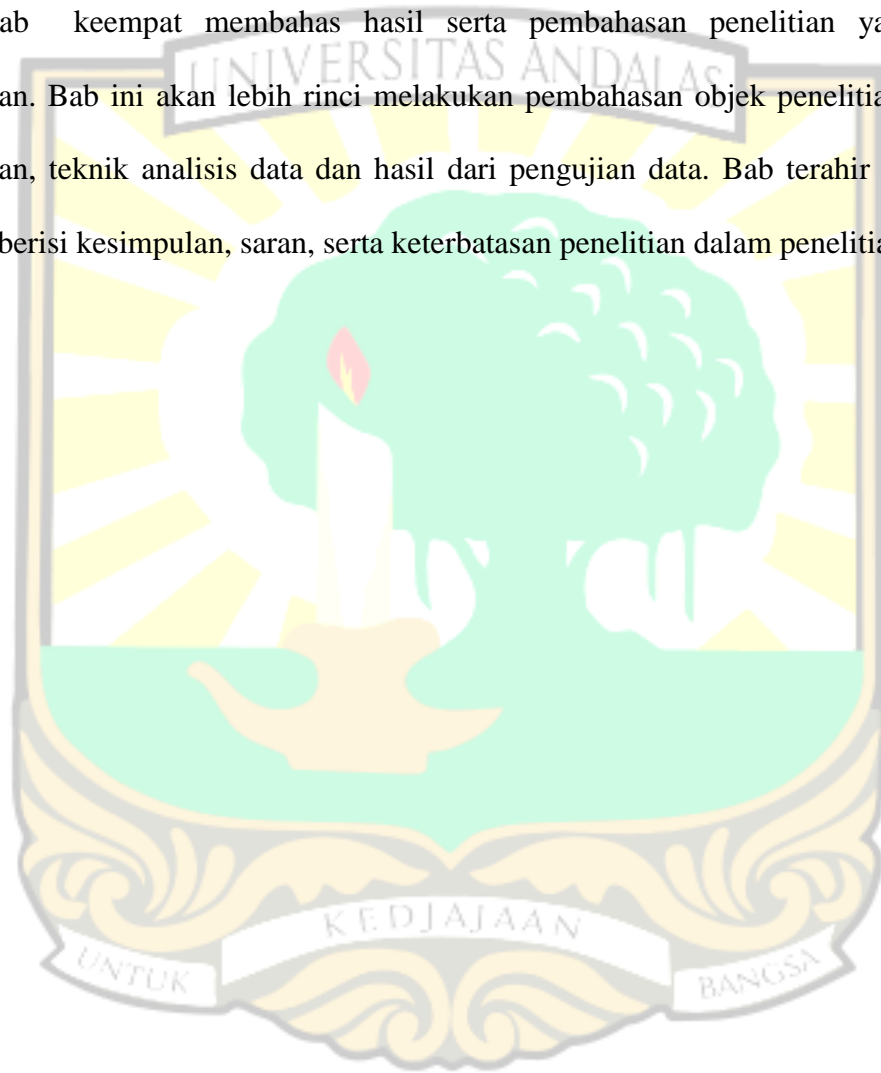 ab keempat membahas hasil serta pembahasan penelitian ya
UNIVERSITAS ANDALAS
an. Bab ini akan lebih rinci melakukan pembahasan objek penelitia
an, teknik analisis data dan hasil dari pengujian data. Bab terahir
berisi kesimpulan, saran, serta keterbatasan penelitian dalam penelitia
UNTUK KEDJAJAAN BANGSA